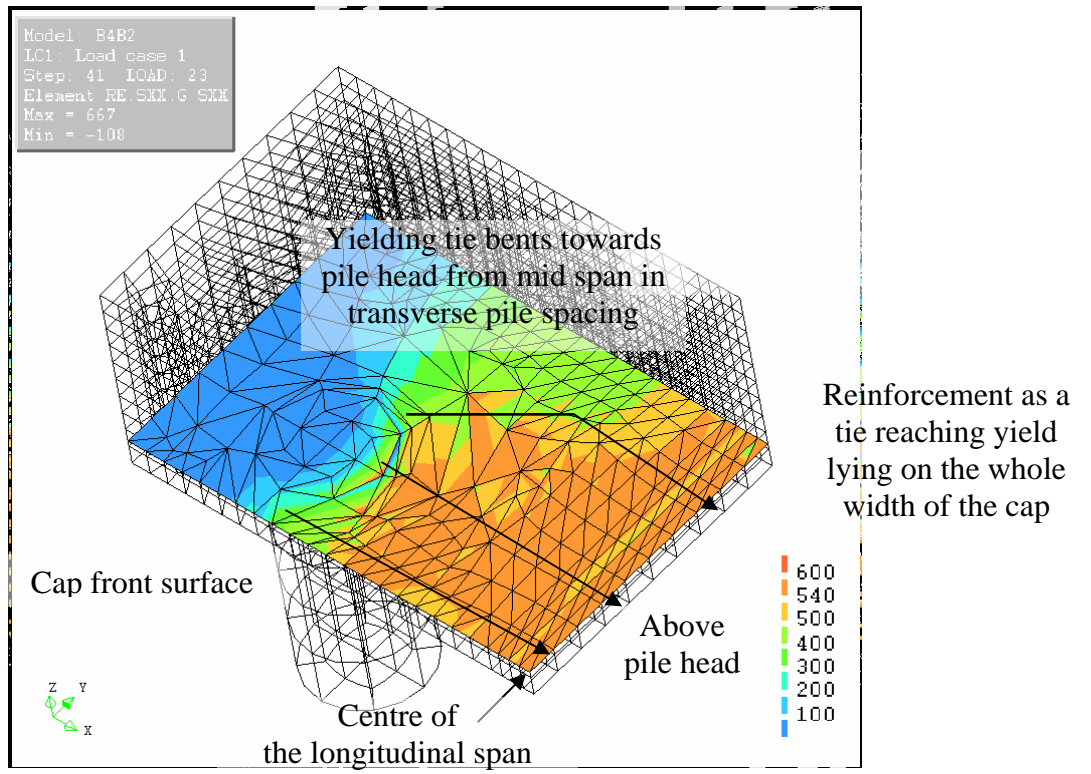 Model: B4B2
LC1: Load case 1
Step: 41 LOAD: 23
Element RE.SXX.G SXX
Max = 667
Min = -108
Yielding tie bents towards
pile head from mid span in
transverse pile spacing
Reinforcement as a
tie reaching yield
lying on the whole
width of the cap
Cap front surface
Above
pile head
Centre of
the longitudinal span
600
540
500
400
300
200
100
Z
Y
X